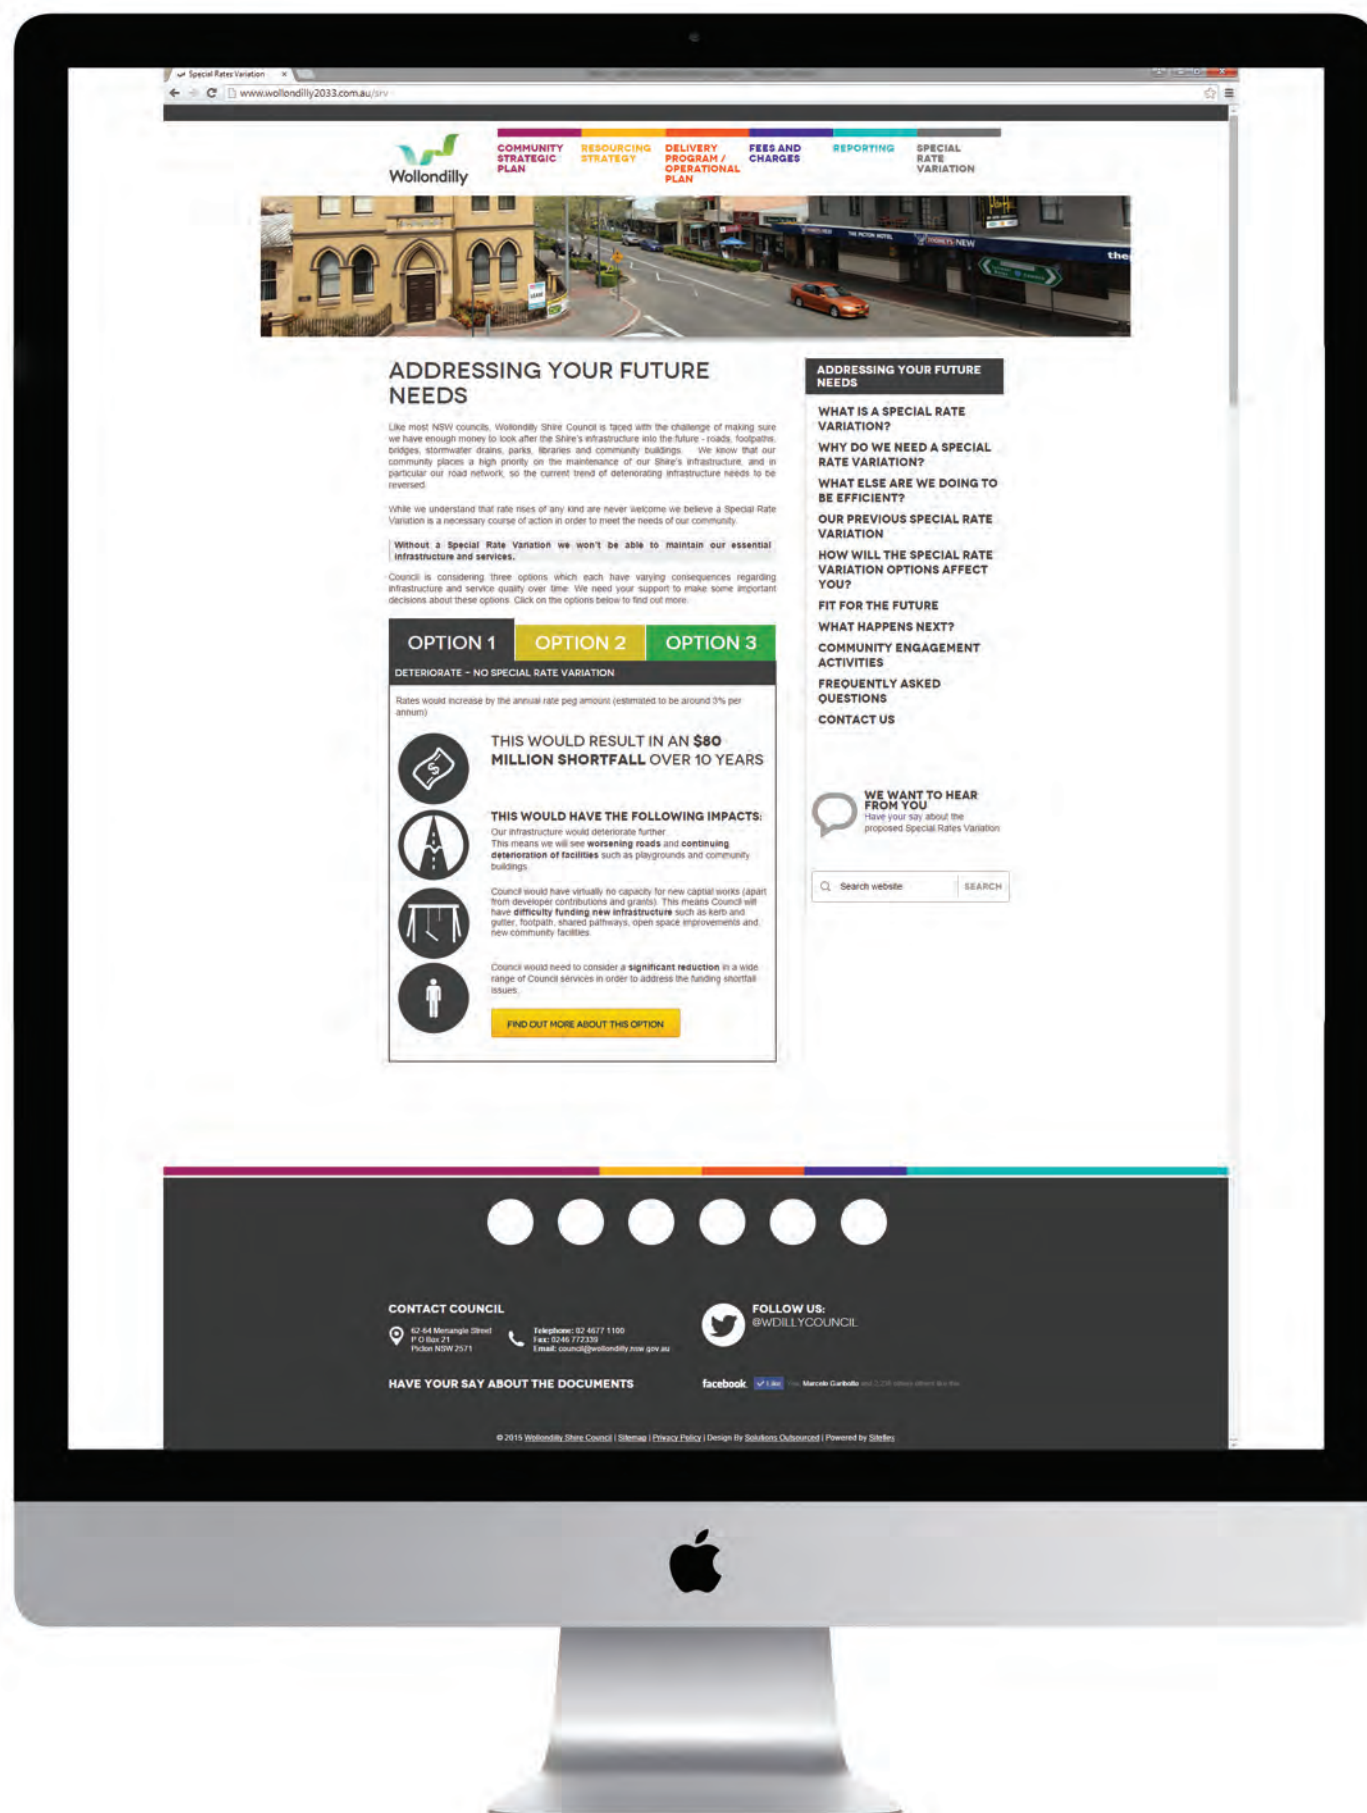 Special Rates Variation
www.wollondilly2033.com.au/srv
Wollondilly
COMMUNITY
STRATEGIC
PLAN
RESOURCING
STRATEGY
DELIVERY
PROGRAM /
OPERATIONAL
PLAN
FEES AND
CHARGES
REPORTING
SPECIAL
RATE
VARIATION
THE PICTON HOTEL
NEW
the
ADDRESSING YOUR FUTURE
NEEDS
Like most NSW councils, Wollondilly Shire Council is faced with the challenge of making sure
we have enough money to look after the Shire's infrastructure into the future - roads, footpaths,
bridges, stormwater drains, parks, libraries and community buildings. We know that our
community places a high priority on the maintenance of our Shire's infrastructure, and in
particular our road network, so the current trend of deteriorating infrastructure needs to be
reversed.
While we understand that rate rises of any kind are never welcome we believe a Special Rate
Variation is a necessary course of action in order to meet the needs of our community.
Without a Special Rate Variation we won't be able to maintain our essential
infrastructure and services.
Council is considering three options which each have varying consequences regarding
infrastructure and service quality over time. We need your support to make some important
decisions about these options. Click on the options below to find out more.
OPTION 1
OPTION 2
OPTION 3
DETERIORATE - NO SPECIAL RATE VARIATION
Rates would increase by the annual rate peg amount (estimated to be around 3% per
annum)
THIS WOULD RESULT IN AN $80
MILLION SHORTFALL OVER 10 YEARS
THIS WOULD HAVE THE FOLLOWING IMPACTS:
Our infrastructure would deteriorate further.
This means we will see worsening roads and continuing
deterioration of facilities such as playgrounds and community
buildings.
Council would have virtually no capacity for new captial works (apart
from developer contributions and grants). This means Council will
have difficulty funding new infrastructure such as kerb and
gutter, footpath, shared pathways, open space improvements and
new community facilities.
Council would need to consider a significant reduction in a wide
range of Council services in order to address the funding shortfall
issues.
FIND OUT MORE ABOUT THIS OPTION
ADDRESSING YOUR FUTURE
NEEDS
WHAT IS A SPECIAL RATE
VARIATION?
WHY DO WE NEED A SPECIAL
RATE VARIATION?
WHAT ELSE ARE WE DOING TO
BE EFFICIENT?
OUR PREVIOUS SPECIAL RATE
VARIATION
HOW WILL THE SPECIAL RATE
VARIATION OPTIONS AFFECT
YOU?
FIT FOR THE FUTURE
WHAT HAPPENS NEXT?
COMMUNITY ENGAGEMENT
ACTIVITIES
FREQUENTLY ASKED
QUESTIONS
CONTACT US
WE WANT TO HEAR
FROM YOU
Have your say about the
proposed Special Rates Variation
Search website
SEARCH
CONTACT COUNCIL
62-64 Menangle Street
P O Box 21
Picton NSW 2571
Telephone: 02 4677 1100
Fax: 0246 772339
Email: council@wollondilly.nsw.gov.au
FOLLOW US:
@WDILLYCOUNCIL
HAVE YOUR SAY ABOUT THE DOCUMENTS
facebook Like You, Marcelo Garibotto and
© 2015 Wollondilly Shire Council | Sitemap | Privacy Policy | Design By Solutions Outsourced | Powered by